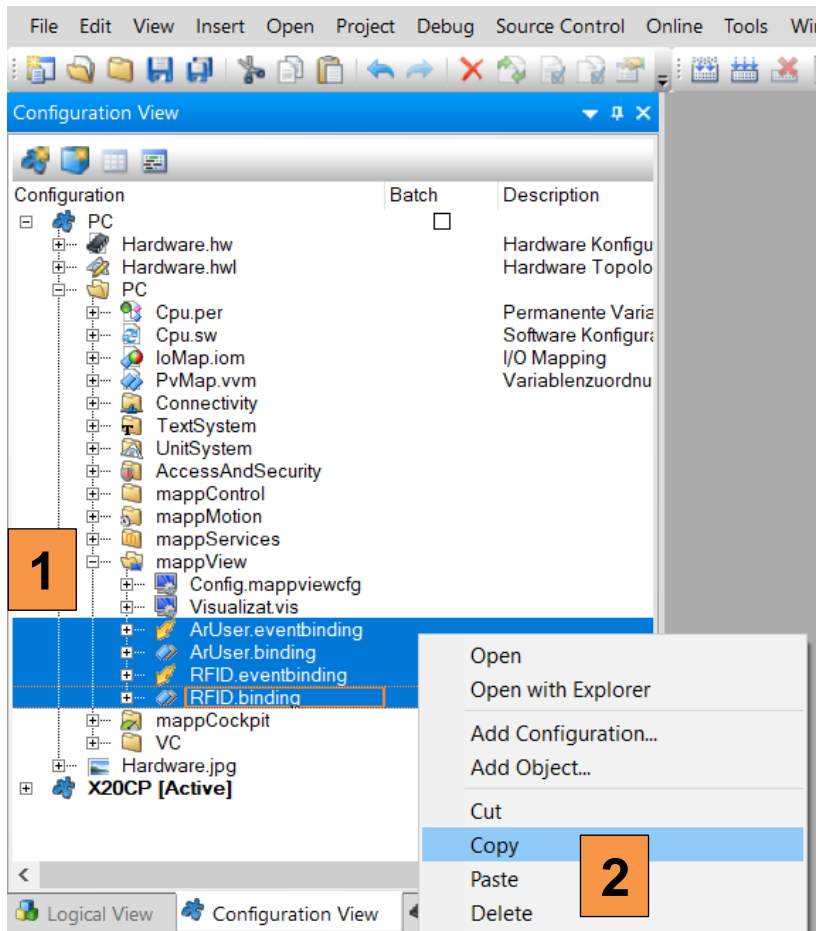 File Edit View Insert Open Project Debug Source Control Online Tools
Configuration View
Configuration Batch Description
PC
Hardware.hw Hardware Konfigu
Hardware.hwl Hardware Topolo
PC
Cpu.per Permanente Varia
Cpu.sw Software Konfigura
IoMap.iom I/O Mapping
PvMap.vvm Variablenzuordnu
Connectivity
TextSystem
UnitSystem
AccessAndSecurity
mappControl
mappMotion
mappServices
1
mappView
Config.mappviewcfg
Visualizat.vis
ArUser.eventbinding
ArUser.binding
RFID.eventbinding
RFID.binding
mappCockpit
VC
Hardware.jpg
X20CP [Active]
Open
Open with Explorer
Add Configuration...
Add Object...
Cut
Copy
2
Paste
Delete
Logical View Configuration View